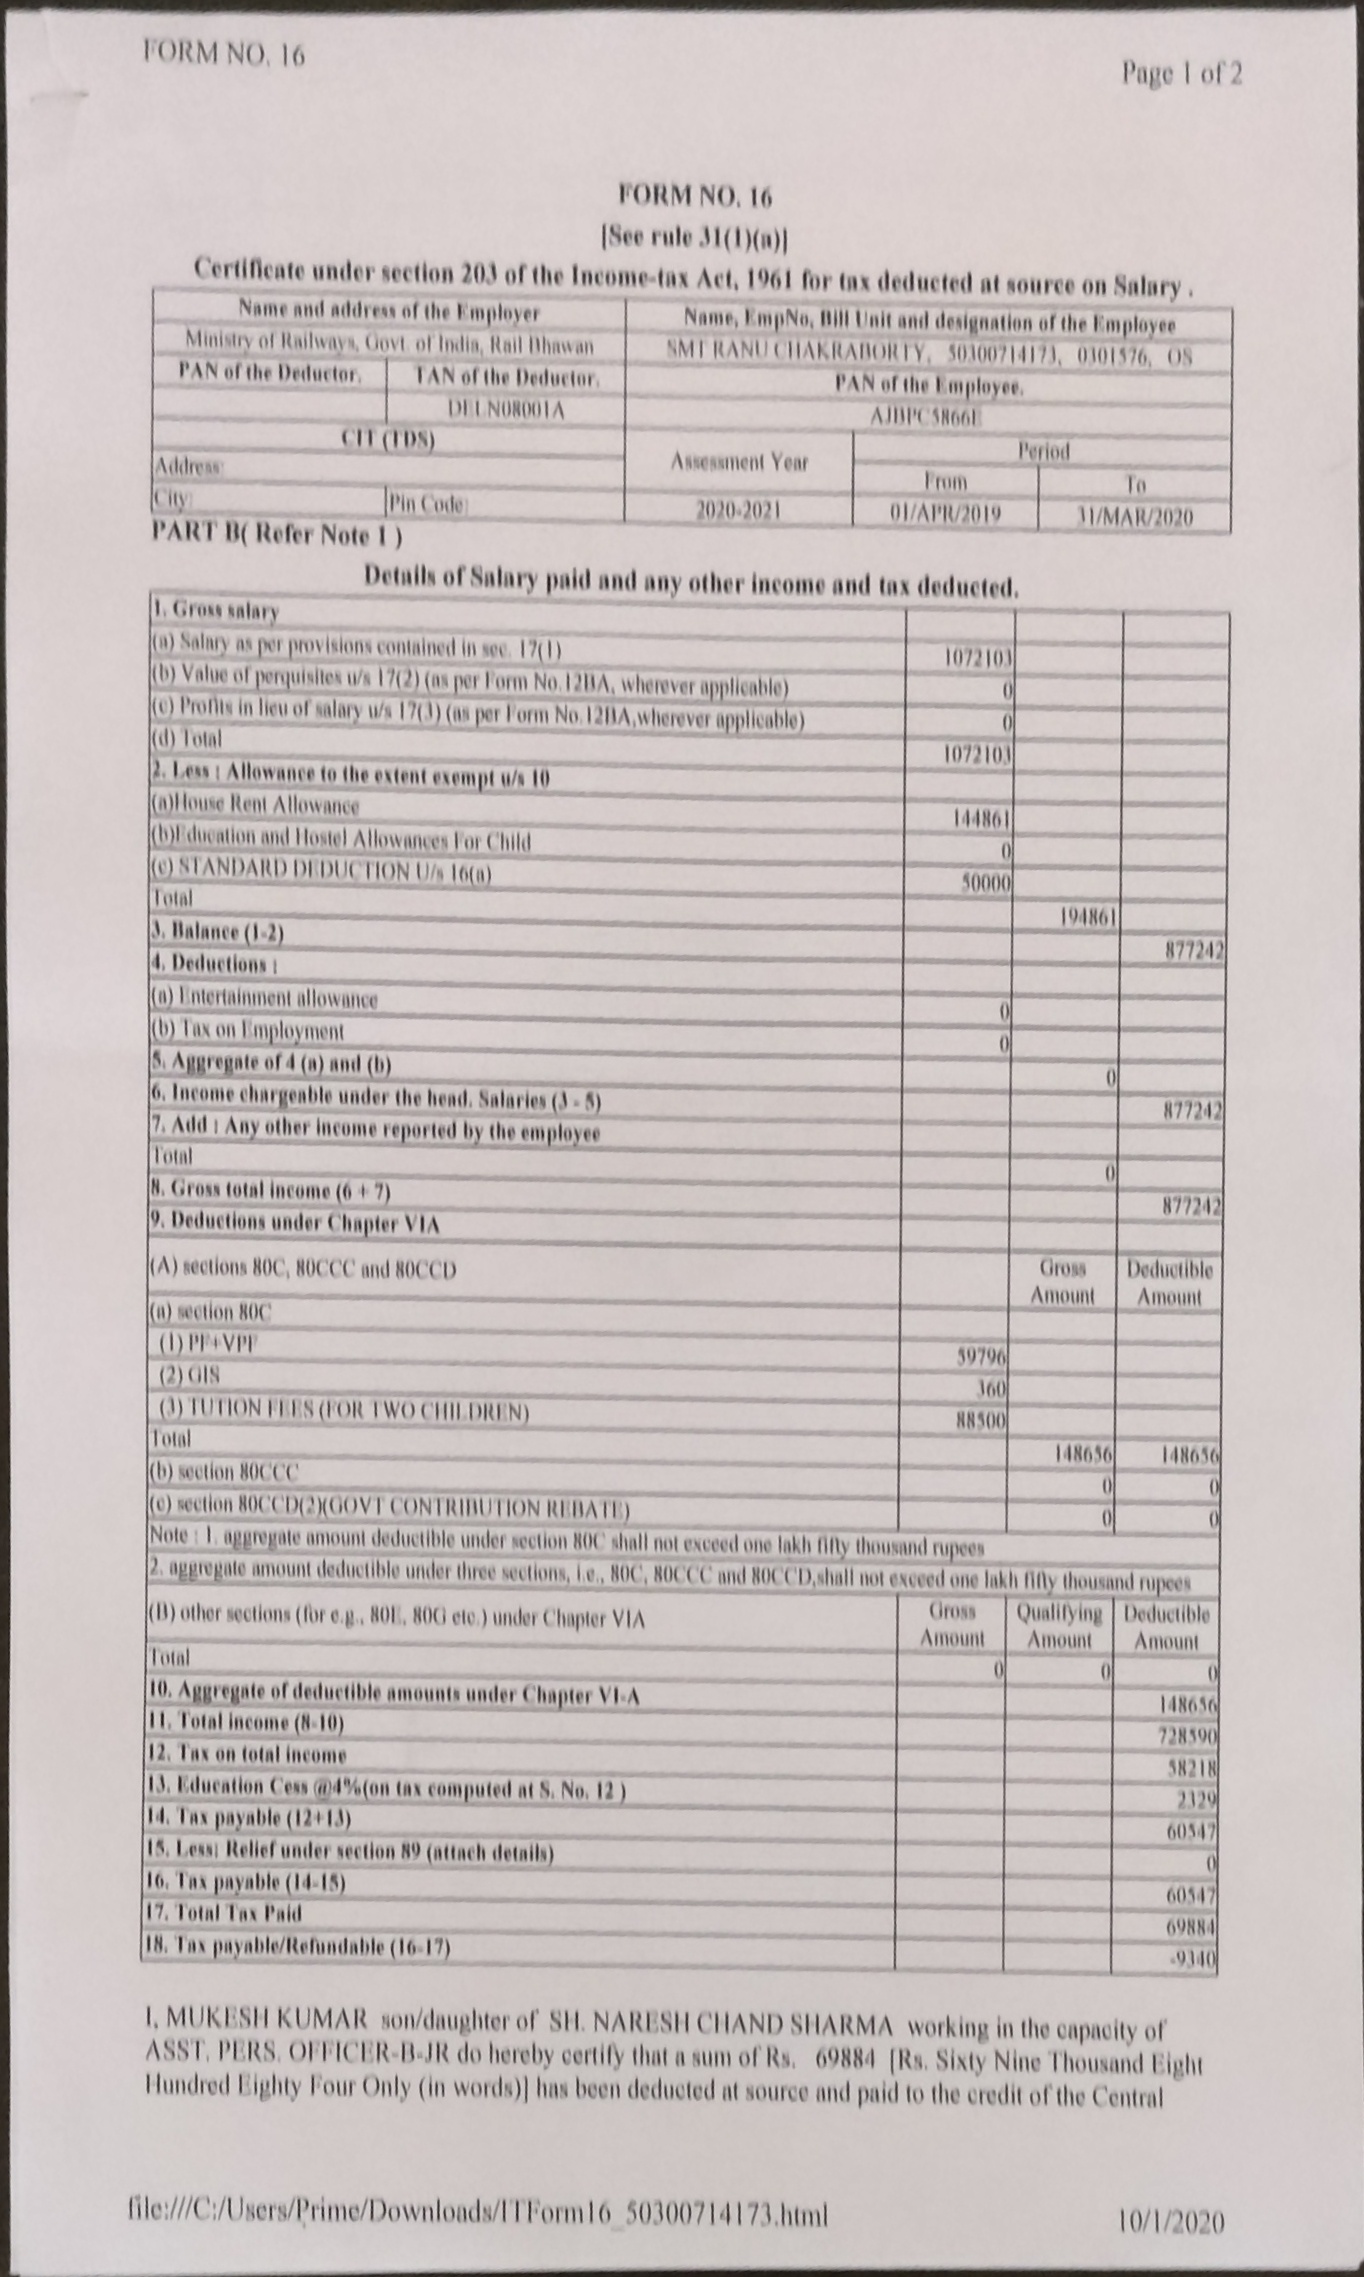 FORM NO. 16
Page 1 of 2
FORM NO. 16
[See rule 31(1)(a)]
Certificate under section 203 of the Income-tax Act, 1961 for tax deducted at source on Salary .
Name and address of the Employer
Name, EmpNo, Bill Unit and designation of the Employee
Ministry of Railways, Govt. of India, Rail Bhawan
SMT RANU CHAKRABORTY, 50300714173, 0301576, OS
PAN of the Deductor.
TAN of the Deductor.
PAN of the Employee.
DELN08001A
AJBPC5866E
CIT (TDS)
Assessment Year
Period
Address:
From
To
City:
Pin Code:
2020-2021
01/APR/2019
31/MAR/2020
PART B( Refer Note 1 )
Details of Salary paid and any other income and tax deducted.
1. Gross salary
(a) Salary as per provisions contained in sec. 17(1) 1072103
(b) Value of perquisites u/s 17(2) (as per Form No.12BA, wherever applicable) 0
(c) Profits in lieu of salary u/s 17(3) (as per Form No.12BA,wherever applicable) 0
(d) Total 1072103
2. Less : Allowance to the extent exempt u/s 10
(a)House Rent Allowance 144861
(b)Education and Hostel Allowances For Child 0
(c) STANDARD DEDUCTION U/s 16(a) 50000
Total 194861
3. Balance (1-2) 877242
4. Deductions :
(a) Entertainment allowance 0
(b) Tax on Employment 0
5. Aggregate of 4 (a) and (b) 0
6. Income chargeable under the head. Salaries (3 - 5) 877242
7. Add : Any other income reported by the employee
Total 0
8. Gross total income (6 + 7) 877242
9. Deductions under Chapter VIA
(A) sections 80C, 80CCC and 80CCD Gross Amount Deductible Amount
(a) section 80C
(1) PF+VPF 59796
(2) GIS 360
(3) TUTION FEES (FOR TWO CHILDREN) 88500
Total 148656 148656
(b) section 80CCC 0 0
(c) section 80CCD(2)(GOVT CONTRIBUTION REBATE) 0 0
Note : 1. aggregate amount deductible under section 80C shall not exceed one lakh fifty thousand rupees
2. aggregate amount deductible under three sections, i.e., 80C, 80CCC and 80CCD,shall not exceed one lakh fifty thousand rupees
(B) other sections (for e.g., 80E, 80G etc.) under Chapter VIA Gross Amount Qualifying Amount Deductible Amount
Total 0 0 0
10. Aggregate of deductible amounts under Chapter VI-A 148656
11. Total income (8-10) 728590
12. Tax on total income 58218
13. Education Cess @4%(on tax computed at S. No. 12 ) 2329
14. Tax payable (12+13) 60547
15. Less: Relief under section 89 (attach details) 0
16. Tax payable (14-15) 60547
17. Total Tax Paid 69884
18. Tax payable/Refundable (16-17) -9340
I, MUKESH KUMAR son/daughter of SH. NARESH CHAND SHARMA working in the capacity of
ASST. PERS. OFFICER-B-JR do hereby certify that a sum of Rs. 69884 [Rs. Sixty Nine Thousand Eight
Hundred Eighty Four Only (in words)] has been deducted at source and paid to the credit of the Central
file:///C:/Users/Prime/Downloads/ITForm16_50300714173.html
10/1/2020